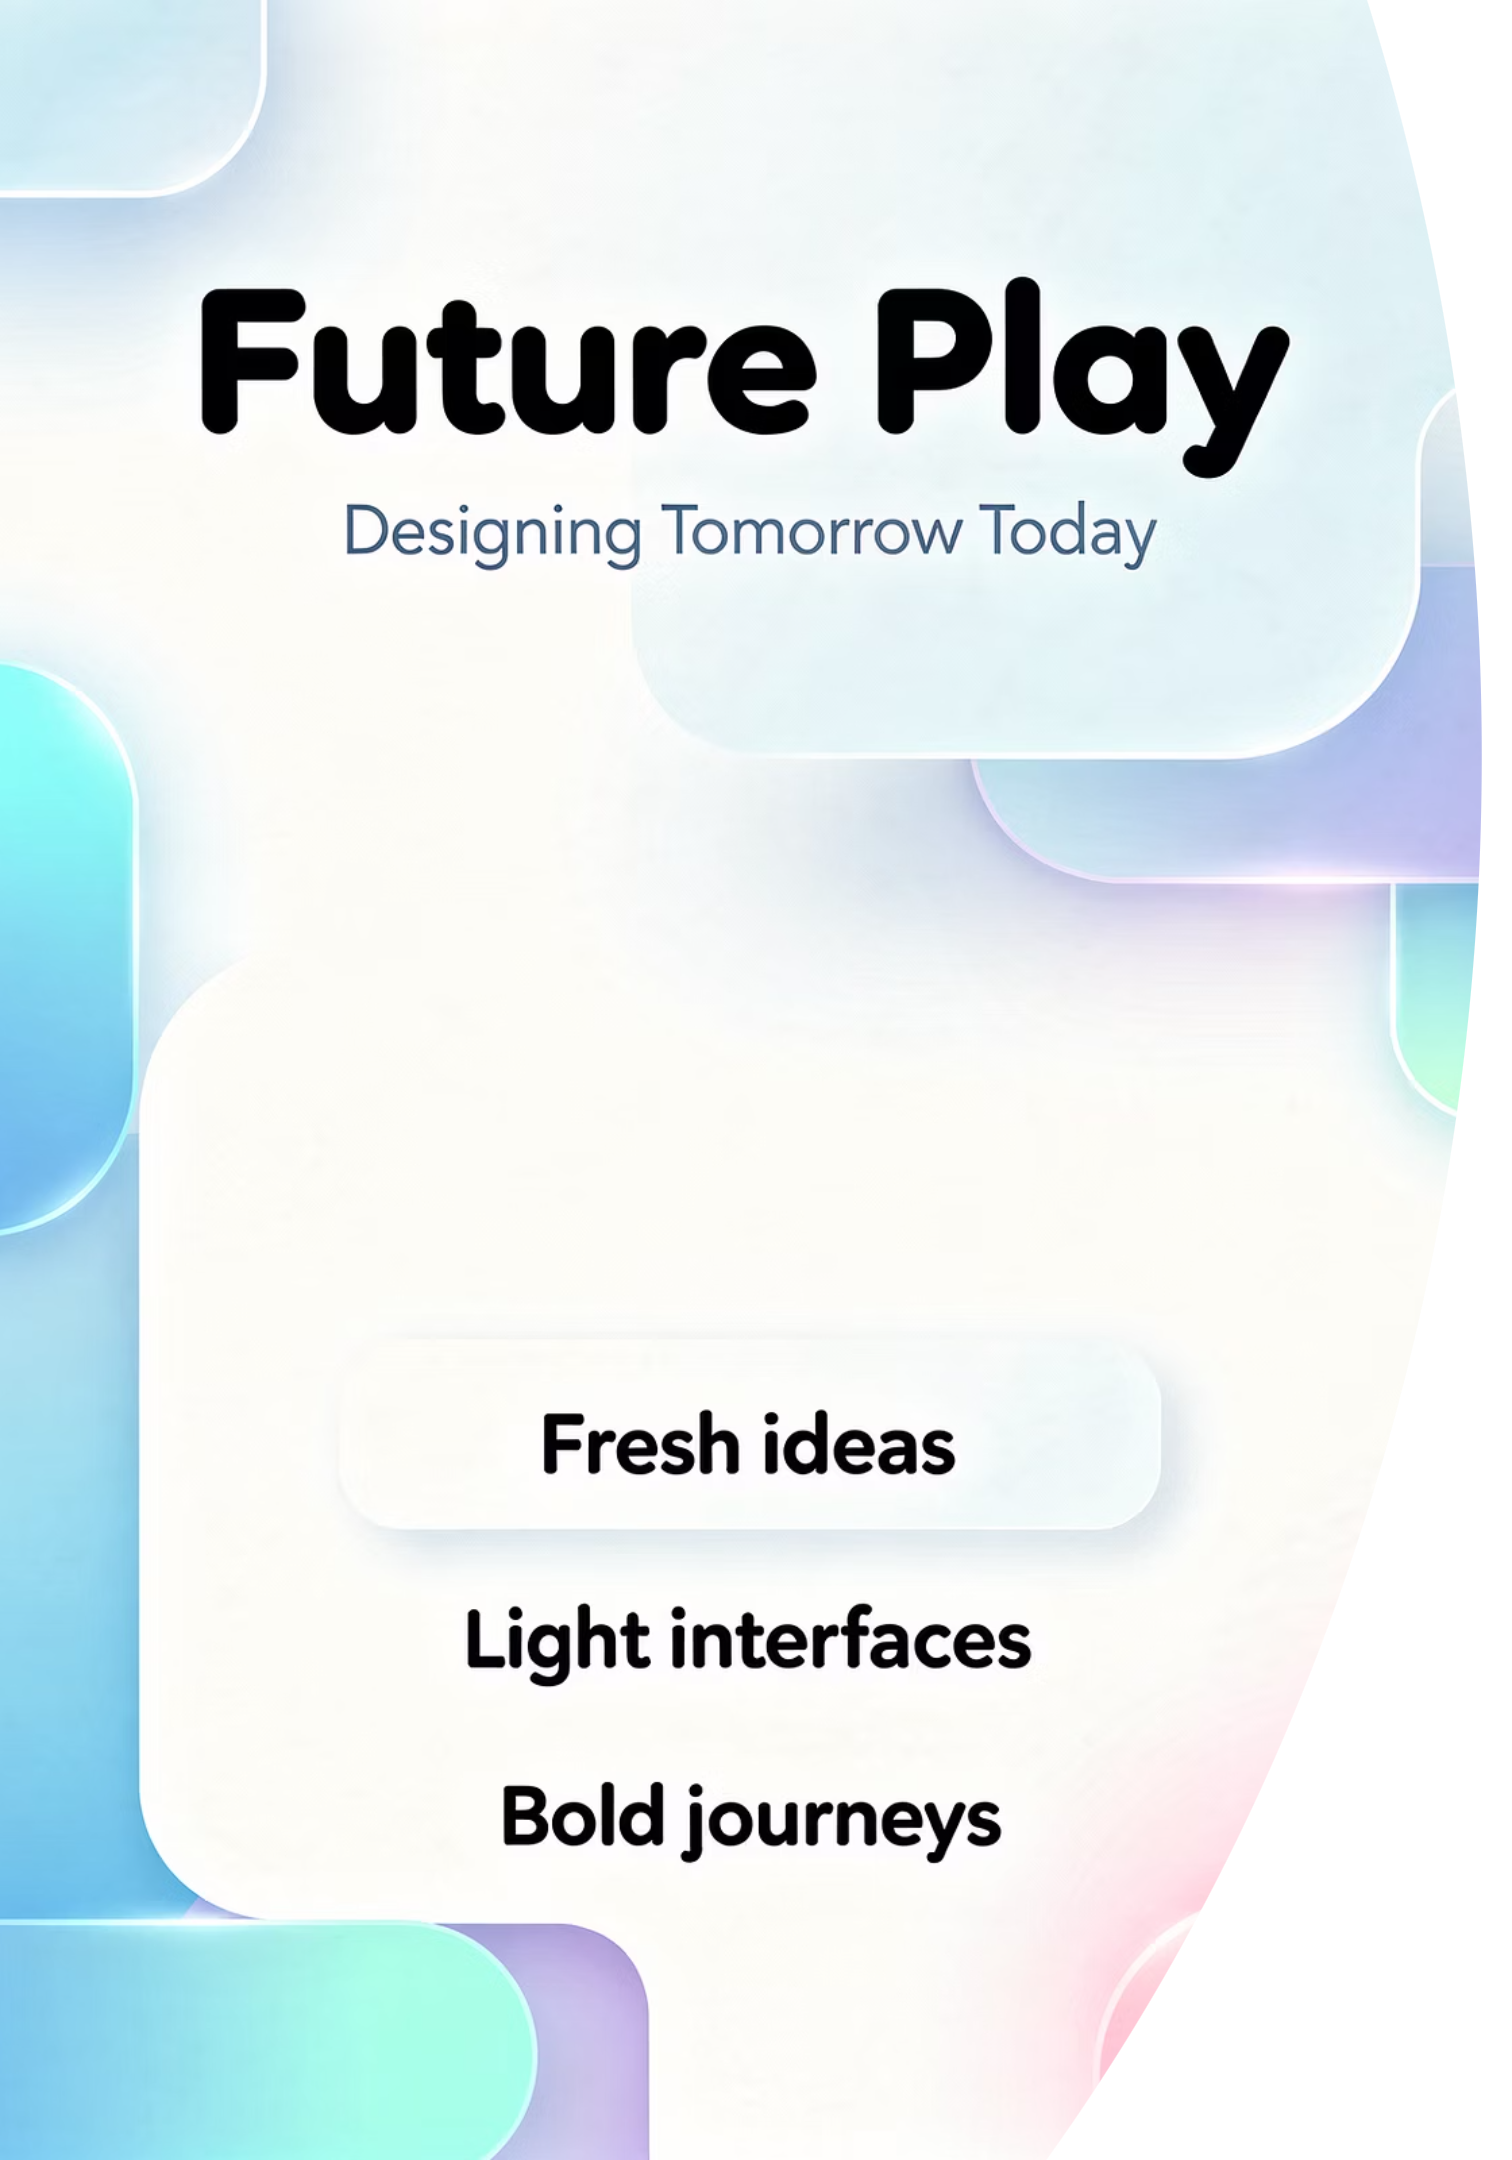 Future Play
Designing Tomorrow Today
Fresh ideas
Light interfaces
Bold journeys